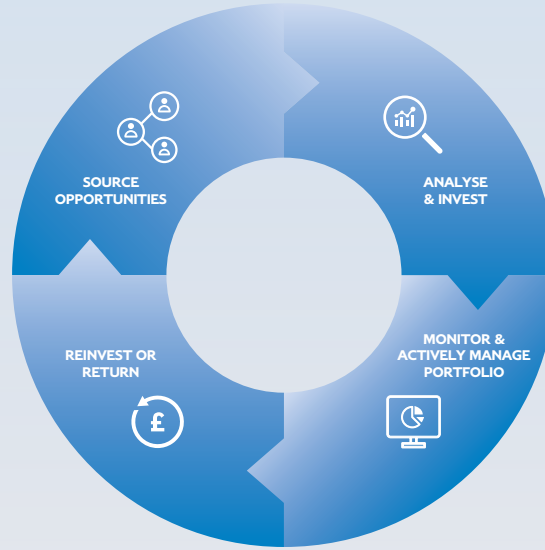 SOURCE
OPPORTUNITIES
ANALYSE
& INVEST
MONITOR &
ACTIVELY MANAGE
PORTFOLIO
REINVEST OR
RETURN
£